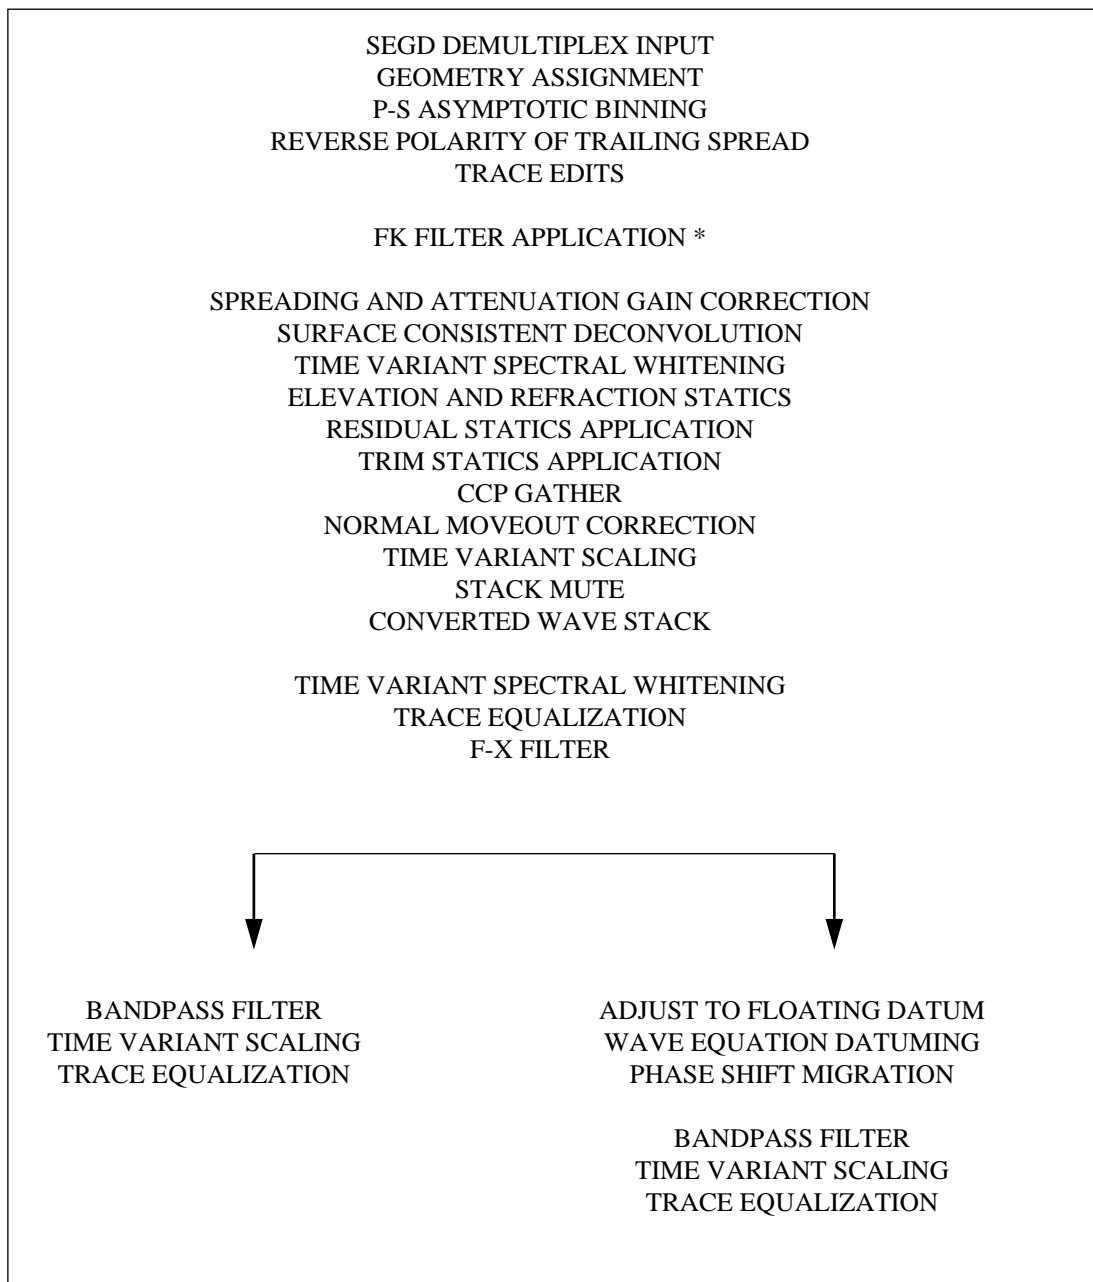 SEGD DEMULTIPLEX INPUT
GEOMETRY ASSIGNMENT
P-S ASYMPTOTIC BINNING
REVERSE POLARITY OF TRAILING SPREAD
TRACE EDITS
FK FILTER APPLICATION *
SPREADING AND ATTENUATION GAIN CORRECTION
SURFACE CONSISTENT DECONVOLUTION
TIME VARIANT SPECTRAL WHITENING
ELEVATION AND REFRACTION STATICS
RESIDUAL STATICS APPLICATION
TRIM STATICS APPLICATION
CCP GATHER
NORMAL MOVEOUT CORRECTION
TIME VARIANT SCALING
STACK MUTE
CONVERTED WAVE STACK
TIME VARIANT SPECTRAL WHITENING
TRACE EQUALIZATION
F-X FILTER
BANDPASS FILTER
TIME VARIANT SCALING
TRACE EQUALIZATION
ADJUST TO FLOATING DATUM
WAVE EQUATION DATUMING
PHASE SHIFT MIGRATION
BANDPASS FILTER
TIME VARIANT SCALING
TRACE EQUALIZATION